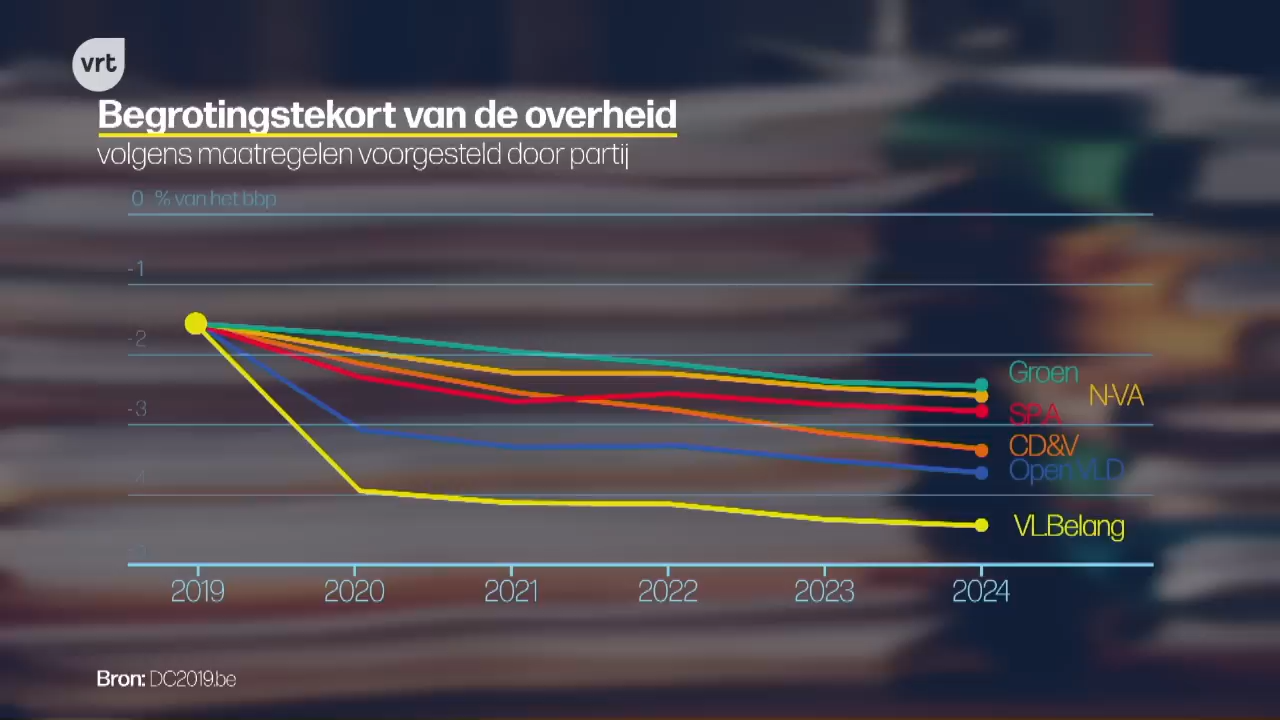 vrt
Begrotingstekort van de overheid
volgens maatregelen voorgesteld door partij
0 % van het bbp
-1
-2
-3
-4
Groen
N-VA
SP.A
CD&V
Open VLD
VL.Belang
2019 2020 2021 2022 2023 2024
Bron: DC2019.be